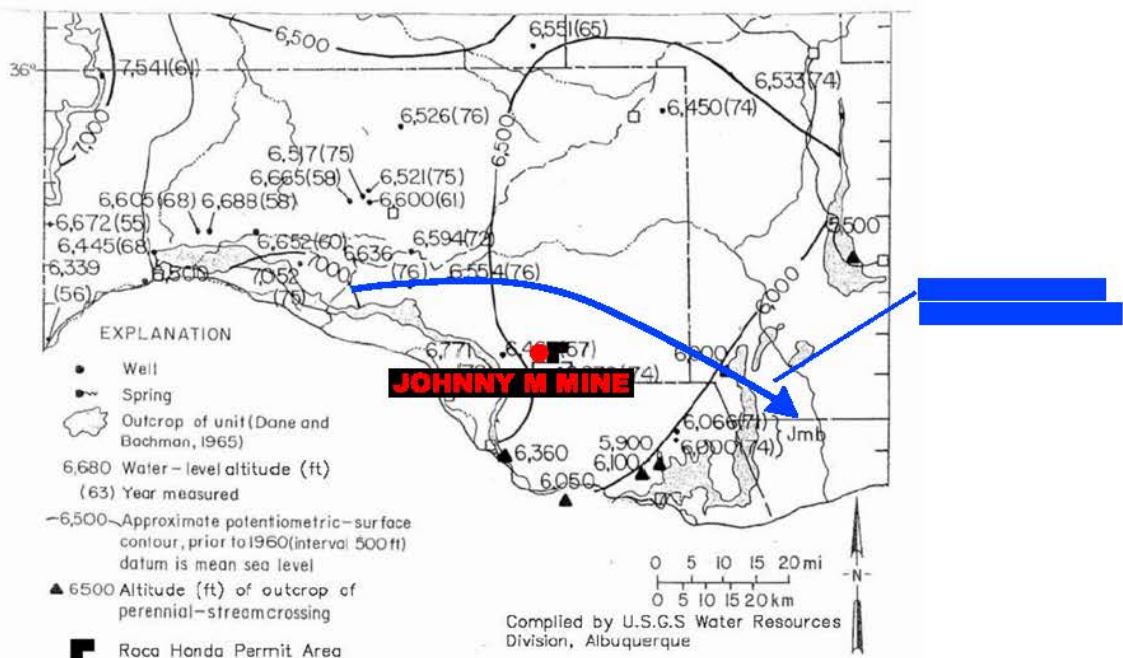 6,551(65)
6,500
36°
7,541(61)
6,533(74)
6,450(74)
7,000
6,526(76)
6,500
6,517(75)
6,665(58)
6,521(75)
6,605(68)
6,688(58)
6,600(61)
6,672(55)
5,500
6,445(68)
6,652(60)
6,636
(76)
6,594(72)
6,339
(56)
6,500
7,000
6,554(76)
6,000
EXPLANATION
6,771
JOHNNY M MINE
Well
Spring
Outcrop of unit (Dane and
Bachman, 1965)
6,066(71)
Jmb
5,900
6,360
6,100
6,050
6,680 Water-level altitude (ft)
(63) Year measured
6,500 Approximate potentiometric-surface
contour, prior to 1960 (interval 500 ft)
datum is mean sea level
6500 Altitude (ft) of outcrop of
perennial-stream crossing
Roca Honda Permit Area
0 5 10 15 20 mi
0 5 10 20 km
-N-
Compiled by U.S.G.S Water Resources
Division, Albuquerque